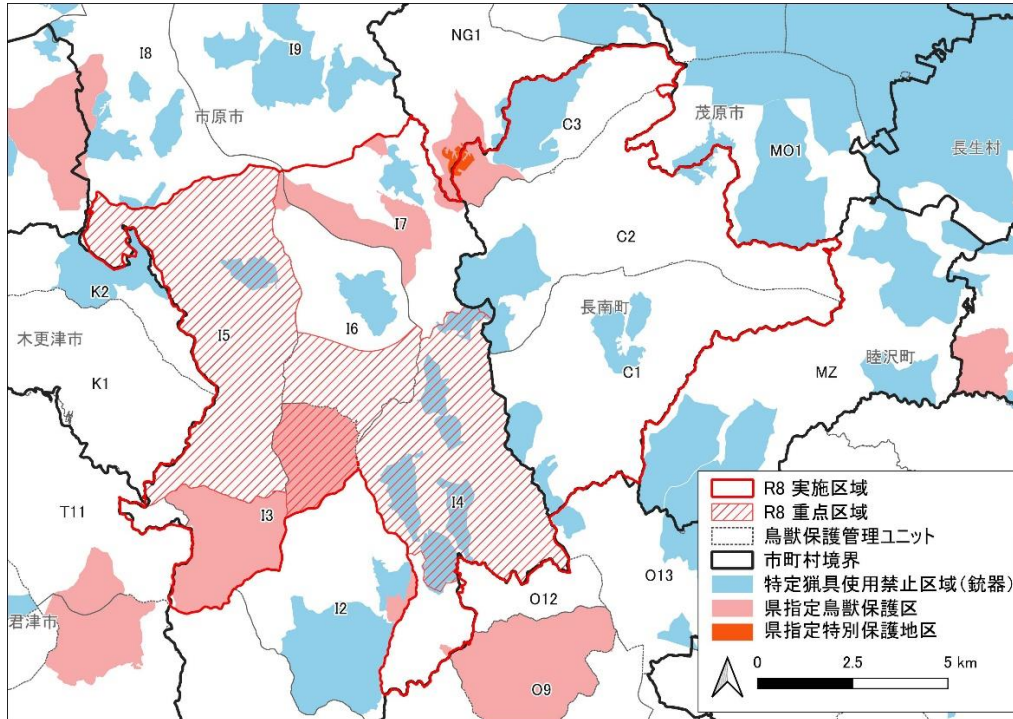 NG1
I8
I9
市原市
C3
茂原市
MO1
長生村
I7
C2
K2
長南町
I5
I6
木更津市
K1
C1
MZ
睦沢町
T11
I3
I4
O13
O12
I2
君津市
O9
R8 実施区域
R8 重点区域
鳥獣保護管理ユニット
市町村境界
特定猟具使用禁止区域(銃器)
県指定鳥獣保護区
県指定特別保護地区
0 2.5 5 km